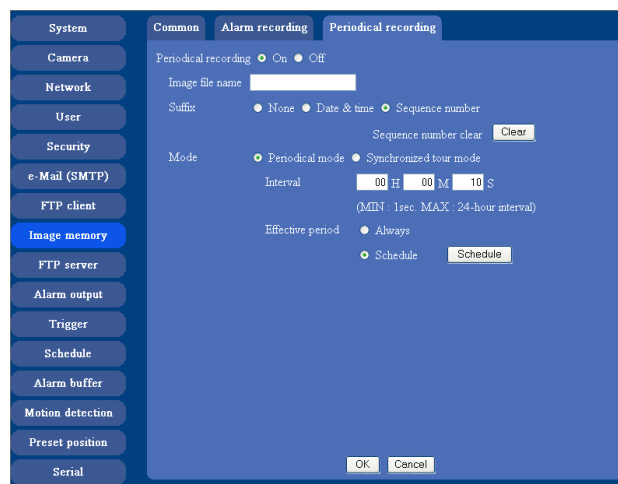 System
Camera
Network
User
Security
e-Mail (SMTP)
FTP client
Image memory
FTP server
Alarm output
Trigger
Schedule
Alarm buffer
Motion detection
Preset position
Serial
Common Alarm recording Periodical recording
Periodical recording On Off
Image file name
Suffix None Date & time Sequence number
Sequence number clear Clear
Mode Periodical mode Synchronized tour mode
Interval 00 H 00 M 10 S
(MIN : 1sec. MAX : 24-hour interval)
Effective period Always
Schedule Schedule
OK Cancel